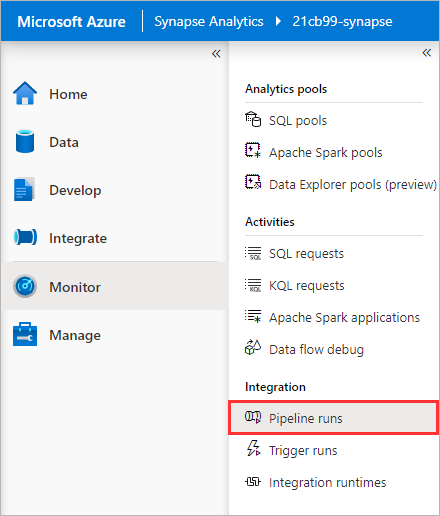 Microsoft Azure Synapse Analytics 21cb99-synapse
Home
Data
Develop
Integrate
Monitor
Manage
Analytics pools
SQL pools
Apache Spark pools
Data Explorer pools (preview)
Activities
SQL requests
KQL requests
Apache Spark applications
Data flow debug
Integration
Pipeline runs
Trigger runs
Integration runtimes